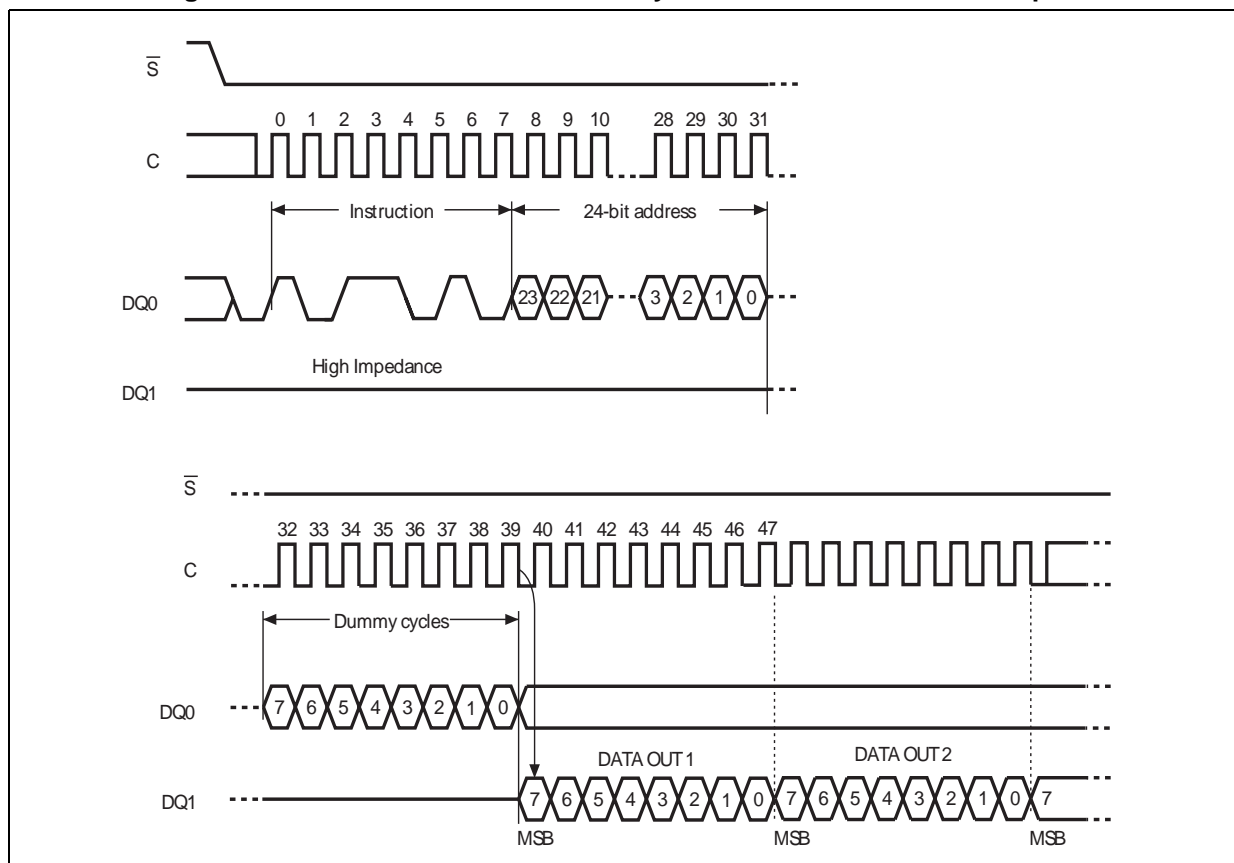 S
0 1 2 3 4 5 6 7 8 9 10 28 29 30 31
C
Instruction 24-bit address
DQ0 23 22 21 3 2 1 0
High Impedance
DQ1
S
32 33 34 35 36 37 38 39 40 41 42 43 44 45 46 47
C
Dummy cycles
DQ0 7 6 5 4 3 2 1 0
DATA OUT 1 DATA OUT 2
DQ1 7 6 5 4 3 2 1 0 7 6 5 4 3 2 1 0 7
MSB MSB MSB